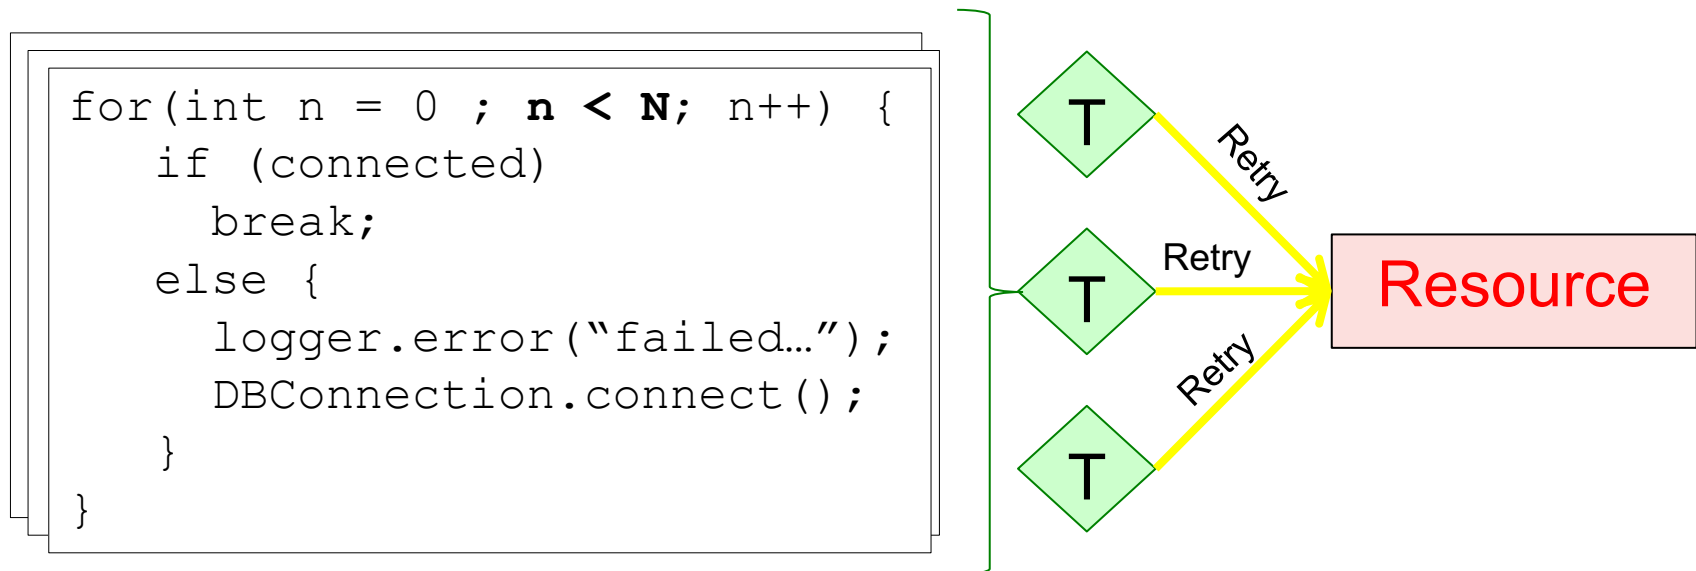 for(int n = 0 ; n < N; n++) {
if (connected)
break;
else {
logger.error(“failed…”);
DBConnection.connect();
}
}
T
Retry
T
Retry
T
Retry
Resource